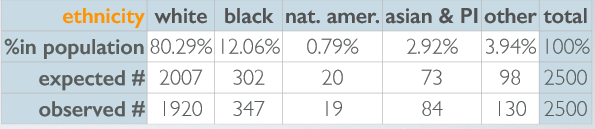 ethnicity white black nat. amer. asian & PI other total
%in population 80.29% 12.06% 0.79% 2.92% 3.94% 100%
expected # 2007 302 20 73 98 2500
observed # 1920 347 19 84 130 2500